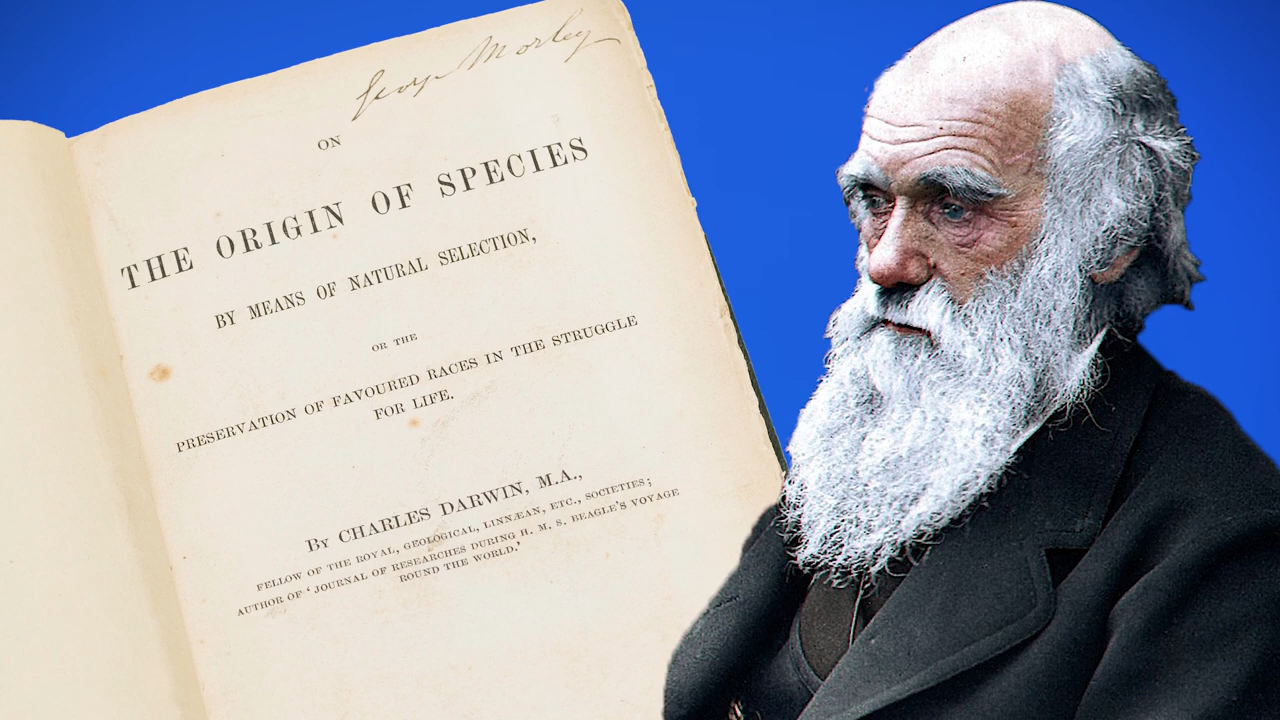 George Morley
ON
THE ORIGIN OF SPECIES
BY MEANS OF NATURAL SELECTION,
OR THE
PRESERVATION OF FAVOURED RACES IN THE STRUGGLE
FOR LIFE.
By CHARLES DARWIN, M.A.,
FELLOW OF THE ROYAL, GEOLOGICAL, LINNÆAN, ETC., SOCIETIES;
AUTHOR OF ‘JOURNAL OF RESEARCHES DURING H. M. S. BEAGLE'S VOYAGE
ROUND THE WORLD.’